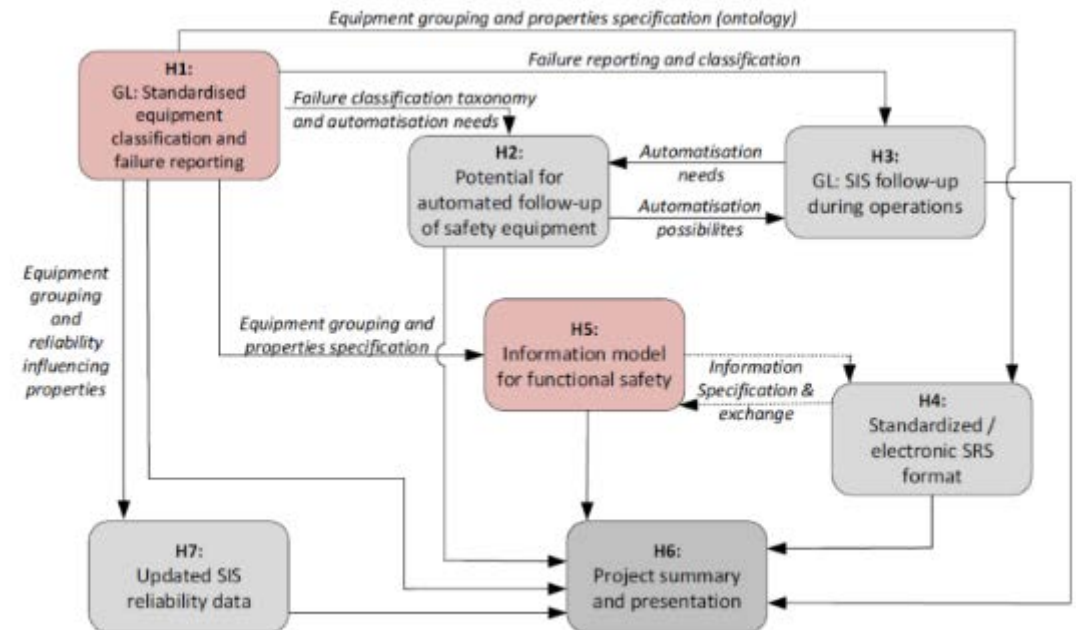 Equipment grouping and properties specification (ontology)
H1:
GL: Standardised
equipment
classification and
failure reporting
Failure reporting and classification
Failure classification taxonomy
and automatisation needs
H2:
Potential for
automated follow-up
of safety equipment
Automatisation
needs
Automatisation
possibilites
H3:
GL: SIS follow-up
during operations
Equipment
grouping
and
reliability
influencing
properties
Equipment grouping and
properties specification
H5:
Information model
for functional safety
Information
Specification &
exchange
H4:
Standardized /
electronic SRS
format
H7:
Updated SIS
reliability data
H6:
Project summary
and presentation